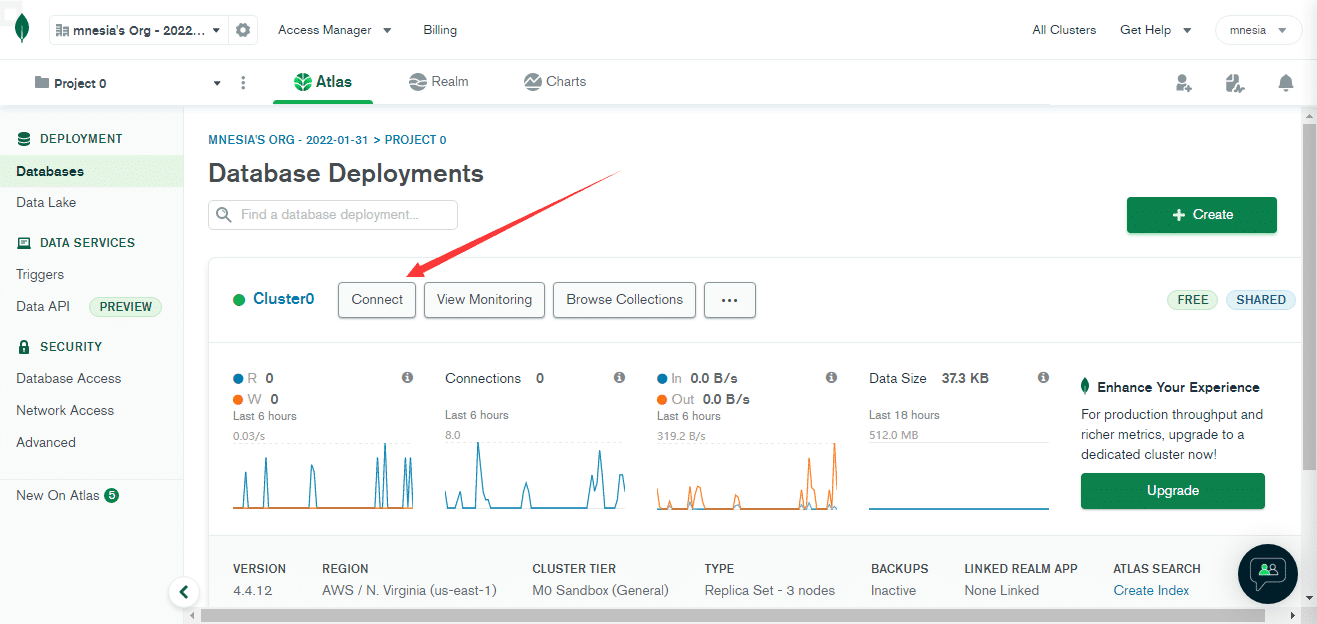 mnesia's Org - 2022... Access Manager Billing All Clusters Get Help mnesia
Project 0 Atlas Realm Charts
DEPLOYMENT
Databases
Data Lake
DATA SERVICES
Triggers
Data API PREVIEW
SECURITY
Database Access
Network Access
Advanced
New On Atlas 5
MNESIA'S ORG - 2022-01-31 > PROJECT 0
Database Deployments
Find a database deployment...
+ Create
Cluster0 Connect View Monitoring Browse Collections ... FREE SHARED
R 0
W 0
Last 6 hours
0.03/s
Connections 0
Last 6 hours
8.0
In 0.0 B/s
Out 0.0 B/s
Last 6 hours
319.2 B/s
Data Size 37.3 KB
Last 18 hours
512.0 MB
Enhance Your Experience
For production throughput and
richer metrics, upgrade to a
dedicated cluster now!
Upgrade
VERSION REGION CLUSTER TIER TYPE BACKUPS LINKED REALM APP ATLAS SEARCH
4.4.12 AWS / N. Virginia (us-east-1) M0 Sandbox (General) Replica Set - 3 nodes Inactive None Linked Create Index